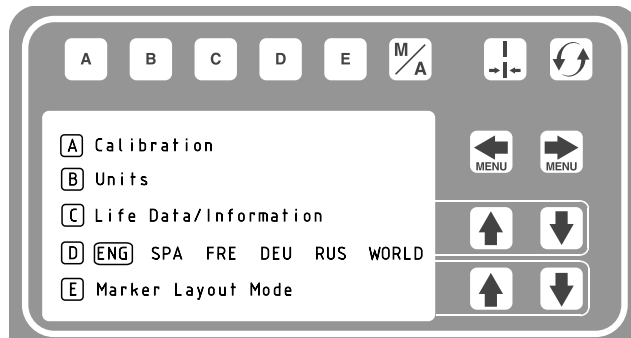 A B C D E M/A
A Calibration
MENU MENU
B Units
C Life Data/Information
D ENG SPA FRE DEU RUS WORLD
E Marker Layout Mode